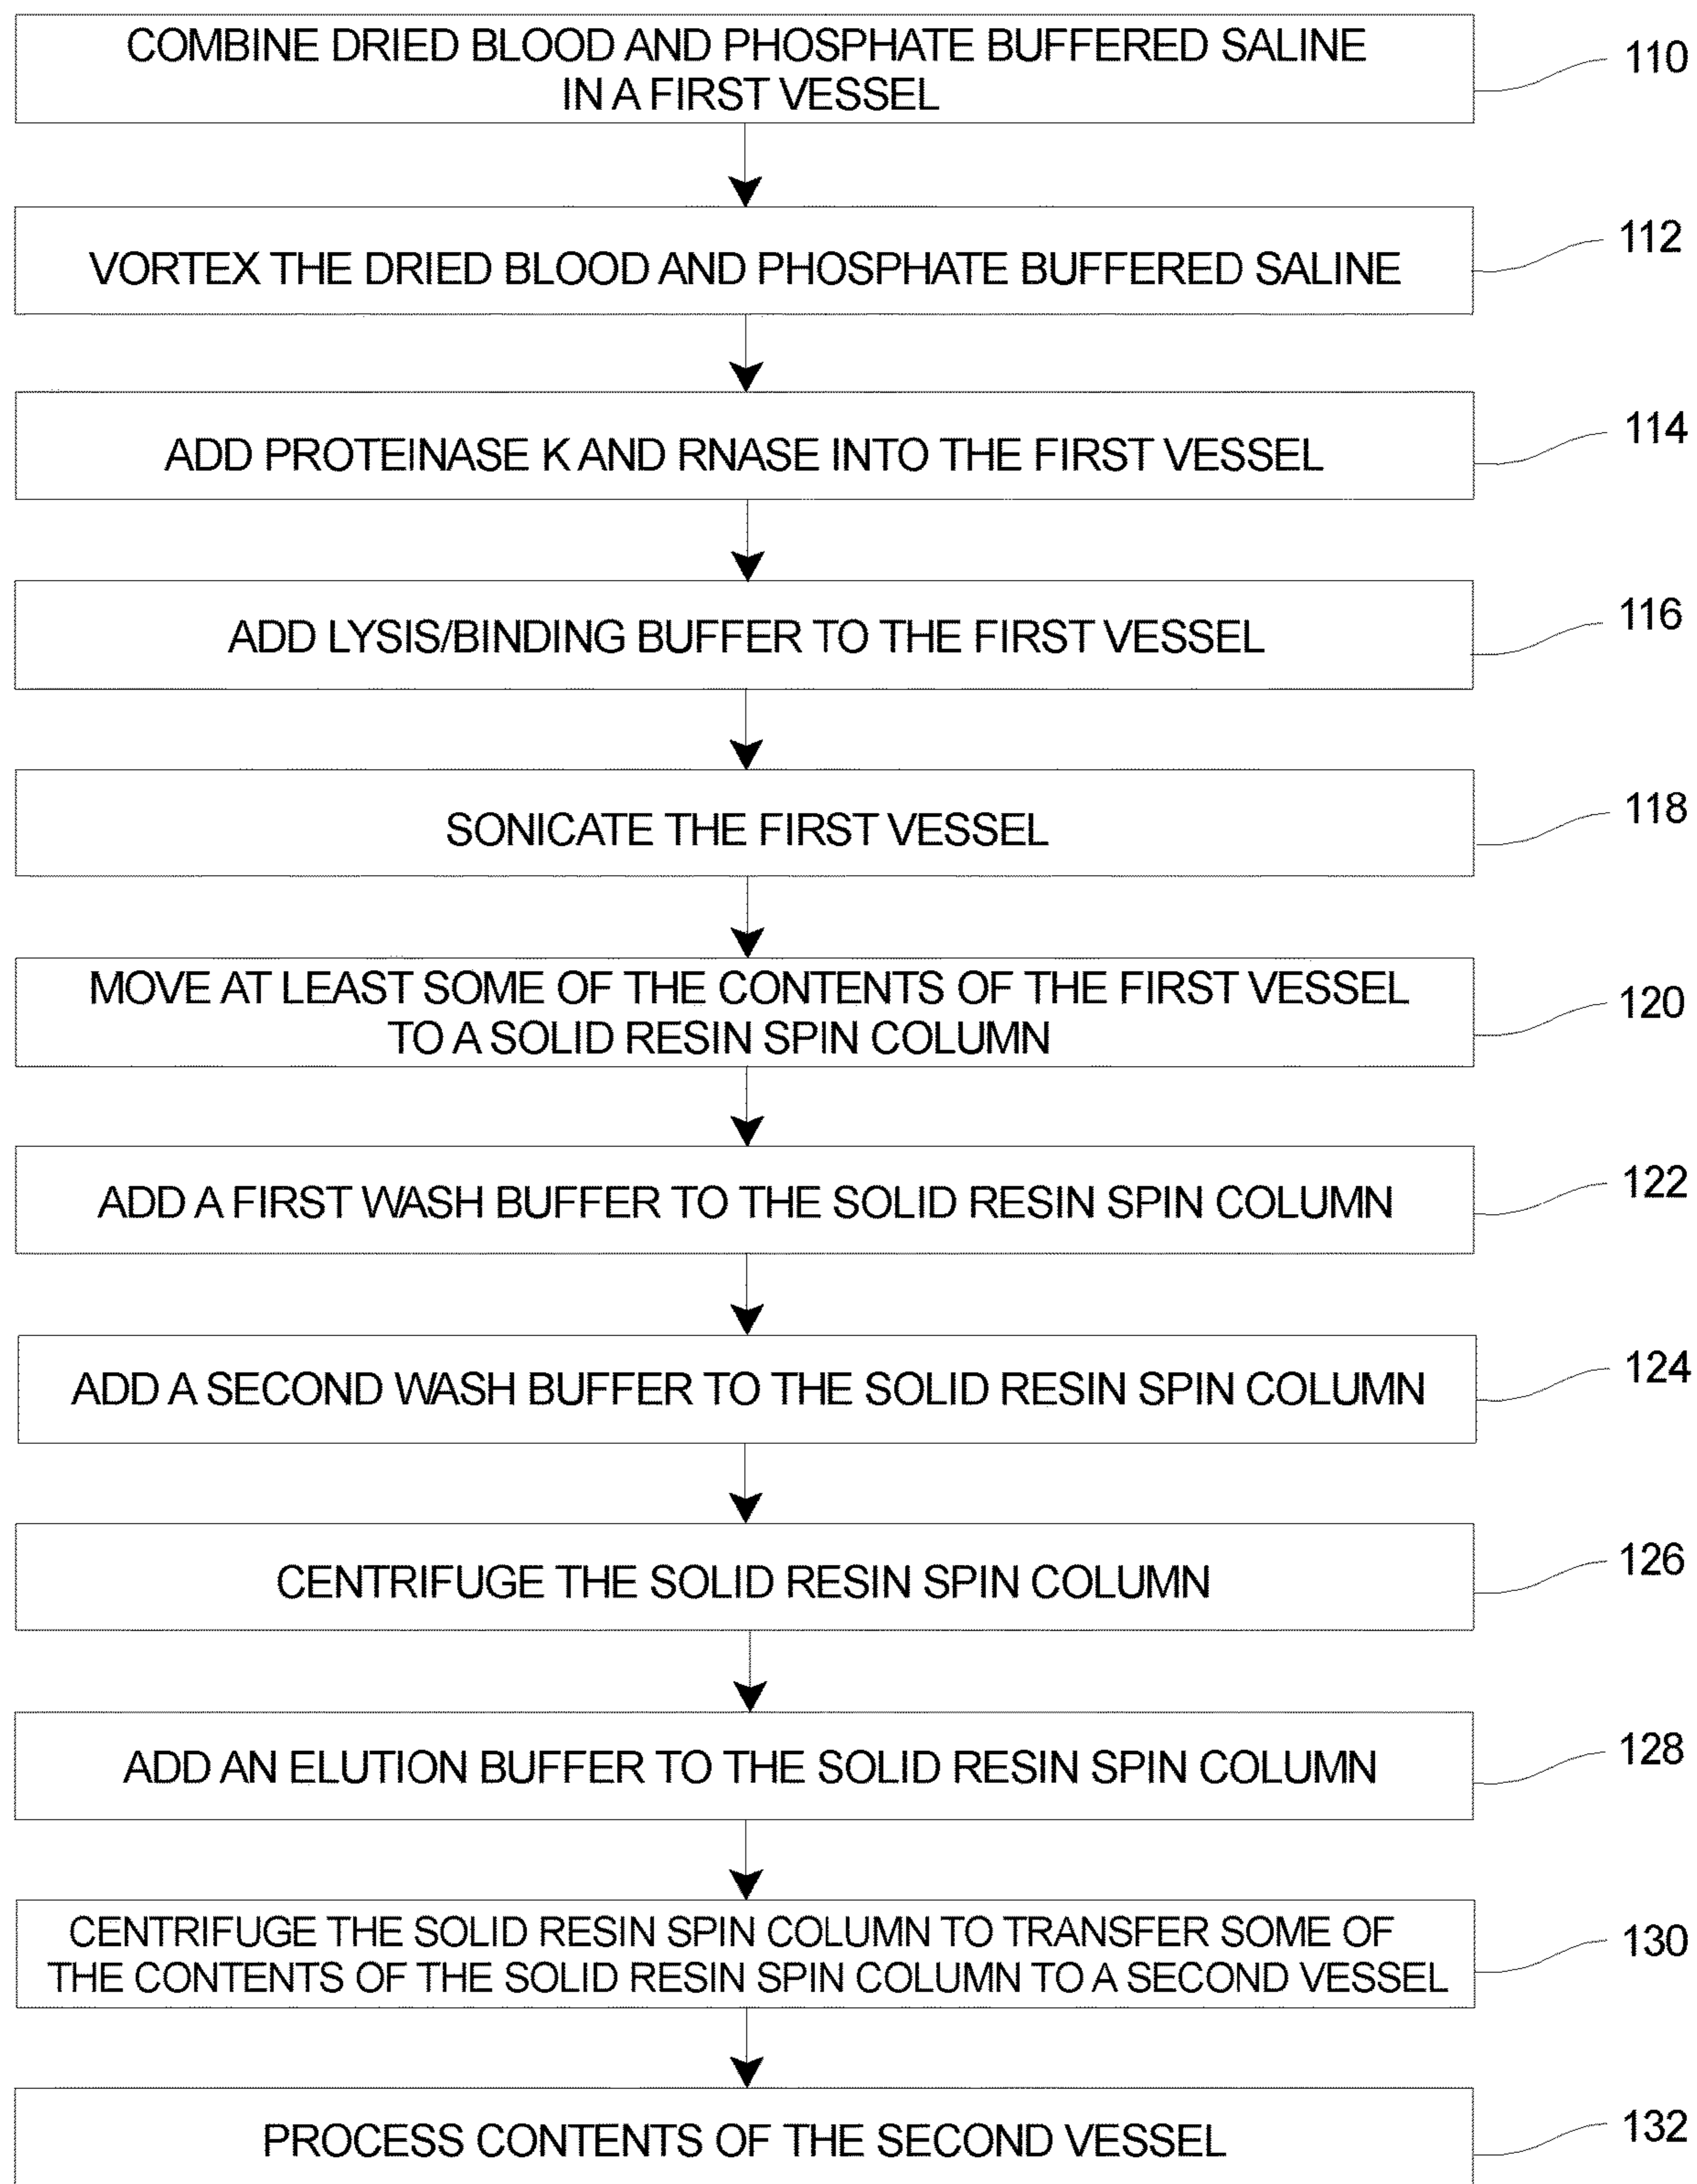 COMBINE DRIED BLOOD AND PHOSPHATE BUFFERED SALINE
IN A FIRST VESSEL
110
VORTEX THE DRIED BLOOD AND PHOSPHATE BUFFERED SALINE
112
ADD PROTEINASE K AND RNASE INTO THE FIRST VESSEL
114
ADD LYSIS/BINDING BUFFER TO THE FIRST VESSEL
116
SONICATE THE FIRST VESSEL
118
MOVE AT LEAST SOME OF THE CONTENTS OF THE FIRST VESSEL
TO A SOLID RESIN SPIN COLUMN
120
ADD A FIRST WASH BUFFER TO THE SOLID RESIN SPIN COLUMN
122
ADD A SECOND WASH BUFFER TO THE SOLID RESIN SPIN COLUMN
124
CENTRIFUGE THE SOLID RESIN SPIN COLUMN
126
ADD AN ELUTION BUFFER TO THE SOLID RESIN SPIN COLUMN
128
CENTRIFUGE THE SOLID RESIN SPIN COLUMN TO TRANSFER SOME OF
THE CONTENTS OF THE SOLID RESIN SPIN COLUMN TO A SECOND VESSEL
130
PROCESS CONTENTS OF THE SECOND VESSEL
132